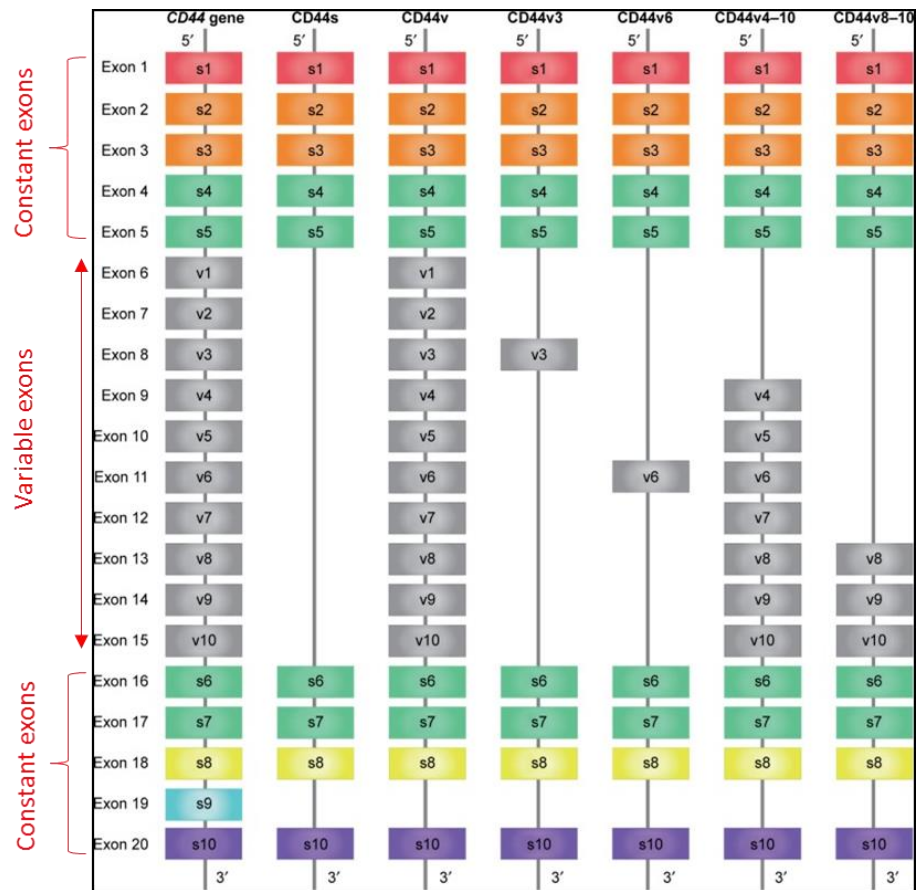 CD44 gene CD44s CD44v CD44v3 CD44v6 CD44v4–10 CD44v8–10
5′ 5′ 5′ 5′ 5′ 5′ 5′
Constant exons
Exon 1 s1 s1 s1 s1 s1 s1 s1
Exon 2 s2 s2 s2 s2 s2 s2 s2
Exon 3 s3 s3 s3 s3 s3 s3 s3
Exon 4 s4 s4 s4 s4 s4 s4 s4
Exon 5 s5 s5 s5 s5 s5 s5 s5
Variable exons
Exon 6 v1 v1
Exon 7 v2 v2
Exon 8 v3 v3 v3
Exon 9 v4 v4 v4
Exon 10 v5 v5 v5
Exon 11 v6 v6 v6 v6
Exon 12 v7 v7 v7
Exon 13 v8 v8 v8 v8
Exon 14 v9 v9 v9 v9
Exon 15 v10 v10 v10 v10
Constant exons
Exon 16 s6 s6 s6 s6 s6 s6 s6
Exon 17 s7 s7 s7 s7 s7 s7 s7
Exon 18 s8 s8 s8 s8 s8 s8 s8
Exon 19 s9
Exon 20 s10 s10 s10 s10 s10 s10 s10
3′ 3′ 3′ 3′ 3′ 3′ 3′